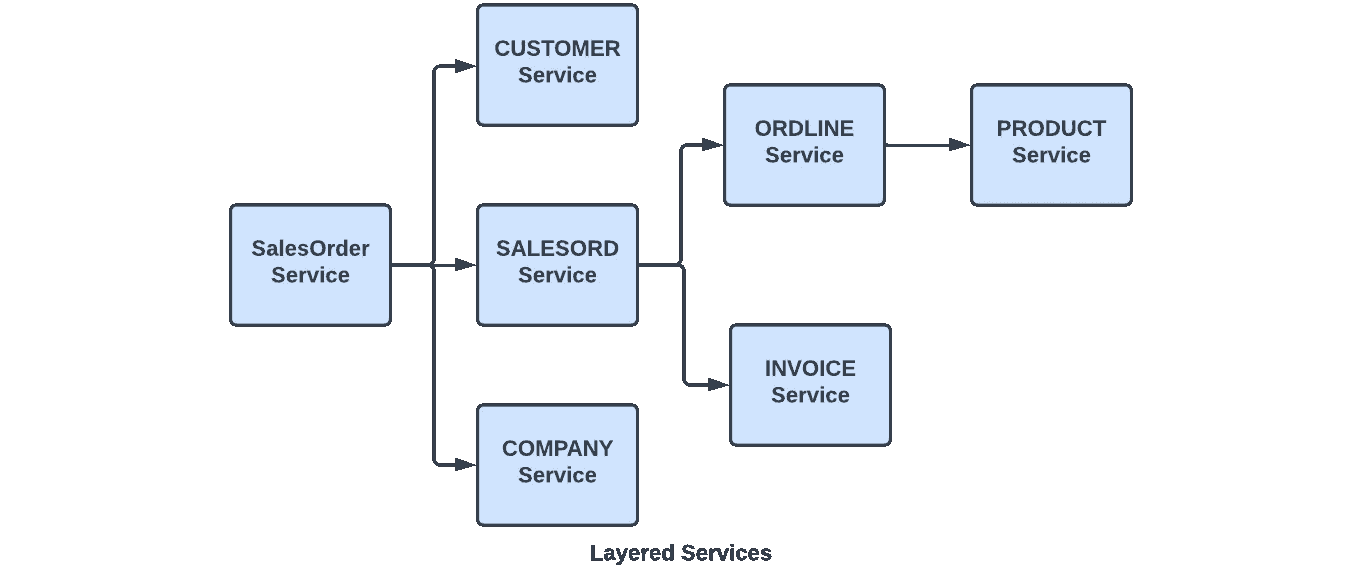 CUSTOMER
Service
ORDLINE
Service
PRODUCT
Service
SalesOrder
Service
SALESORD
Service
INVOICE
Service
COMPANY
Service
Layered Services